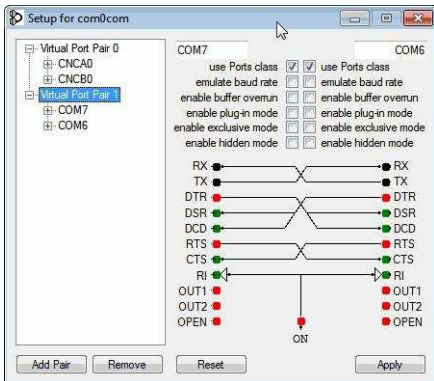 Setup for com0com
Virtual Port Pair 0
CNCA0
CNCB0
Virtual Port Pair 1
COM7
COM6
COM7 COM6
use Ports class use Ports class
emulate baud rate emulate baud rate
enable buffer overrun enable buffer overrun
enable plug-in mode enable plug-in mode
enable exclusive mode enable exclusive mode
enable hidden mode enable hidden mode
RX RX
TX TX
DTR DTR
DSR DSR
DCD DCD
RTS RTS
CTS CTS
RI RI
OUT1 OUT1
OUT2 OUT2
OPEN OPEN
ON
Add Pair Remove Reset Apply